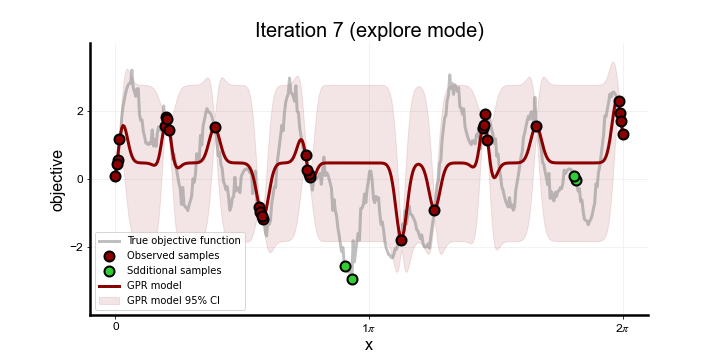 Iteration 7 (explore mode)
objective
2
0
−2
True objective function
Observed samples
Sdditional samples
GPR model
GPR model 95% CI
0
1π
2π
x